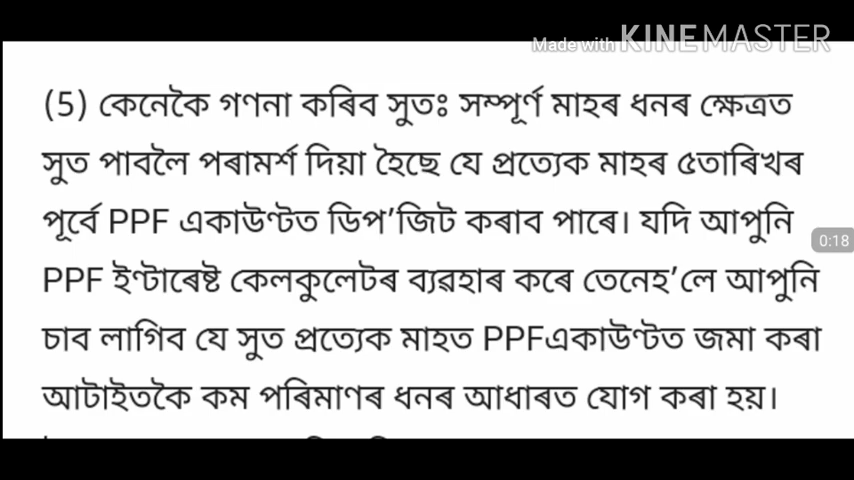 Made with KINEMASTER
(5) কেনেকৈ গণনা কৰিব সুতঃ সম্পূৰ্ণ মাহৰ ধনৰ ক্ষেত্ৰত
সুত পাবলৈ পৰামৰ্শ দিয়া হৈছে যে প্ৰত্যেক মাহৰ ৫তাৰিখৰ
পূৰ্বে PPF একাউণ্টত ডিপ'জিট কৰাব পাৰে। যদি আপুনি
0:18
PPF ইণ্টাৰেষ্ট কেলকুলেটৰ ব্যৱহাৰ কৰে তেনেহ'লে আপুনি
চাব লাগিব যে সুত প্ৰত্যেক মাহত PPFএকাউণ্টত জমা কৰা
আটাইতকৈ কম পৰিমাণৰ ধনৰ আধাৰত যোগ কৰা হয়।